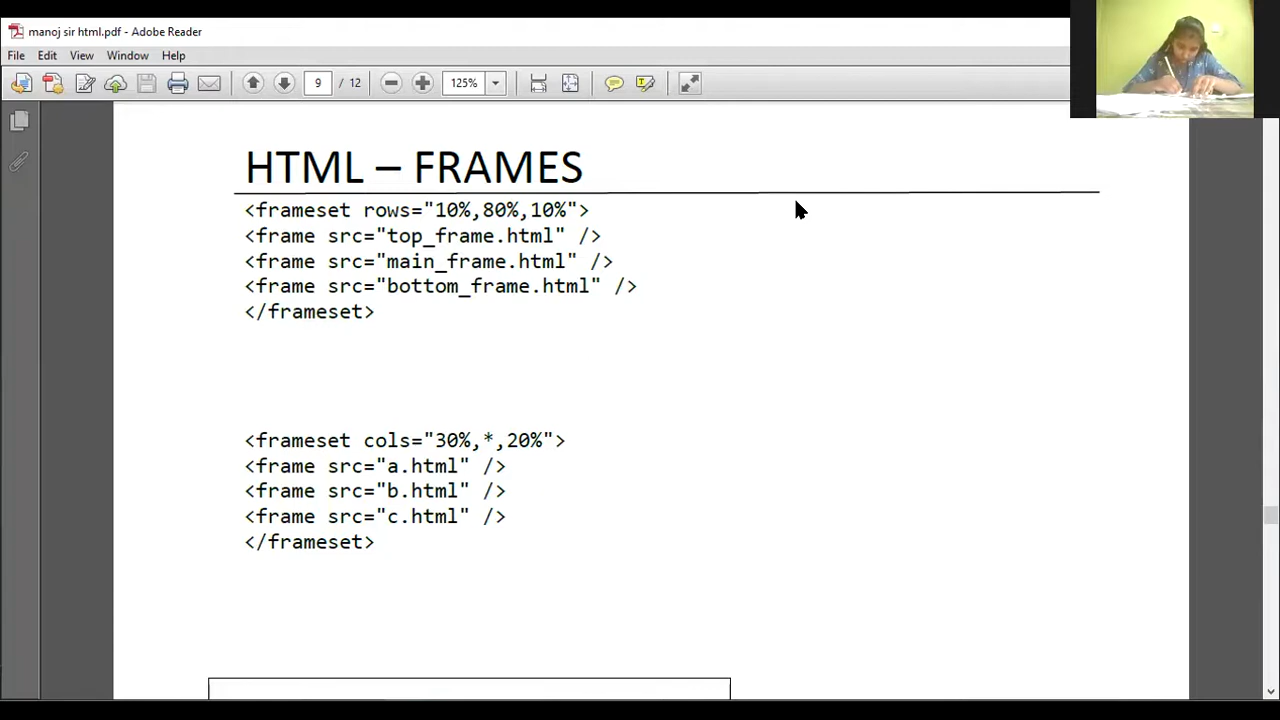 manoj sir html.pdf - Adobe Reader
File Edit View Window Help
9 / 12 125%
HTML – FRAMES
<frameset rows="10%,80%,10%">
<frame src="top_frame.html" />
<frame src="main_frame.html" />
<frame src="bottom_frame.html" />
</frameset>
<frameset cols="30%,*,20%">
<frame src="a.html" />
<frame src="b.html" />
<frame src="c.html" />
</frameset>